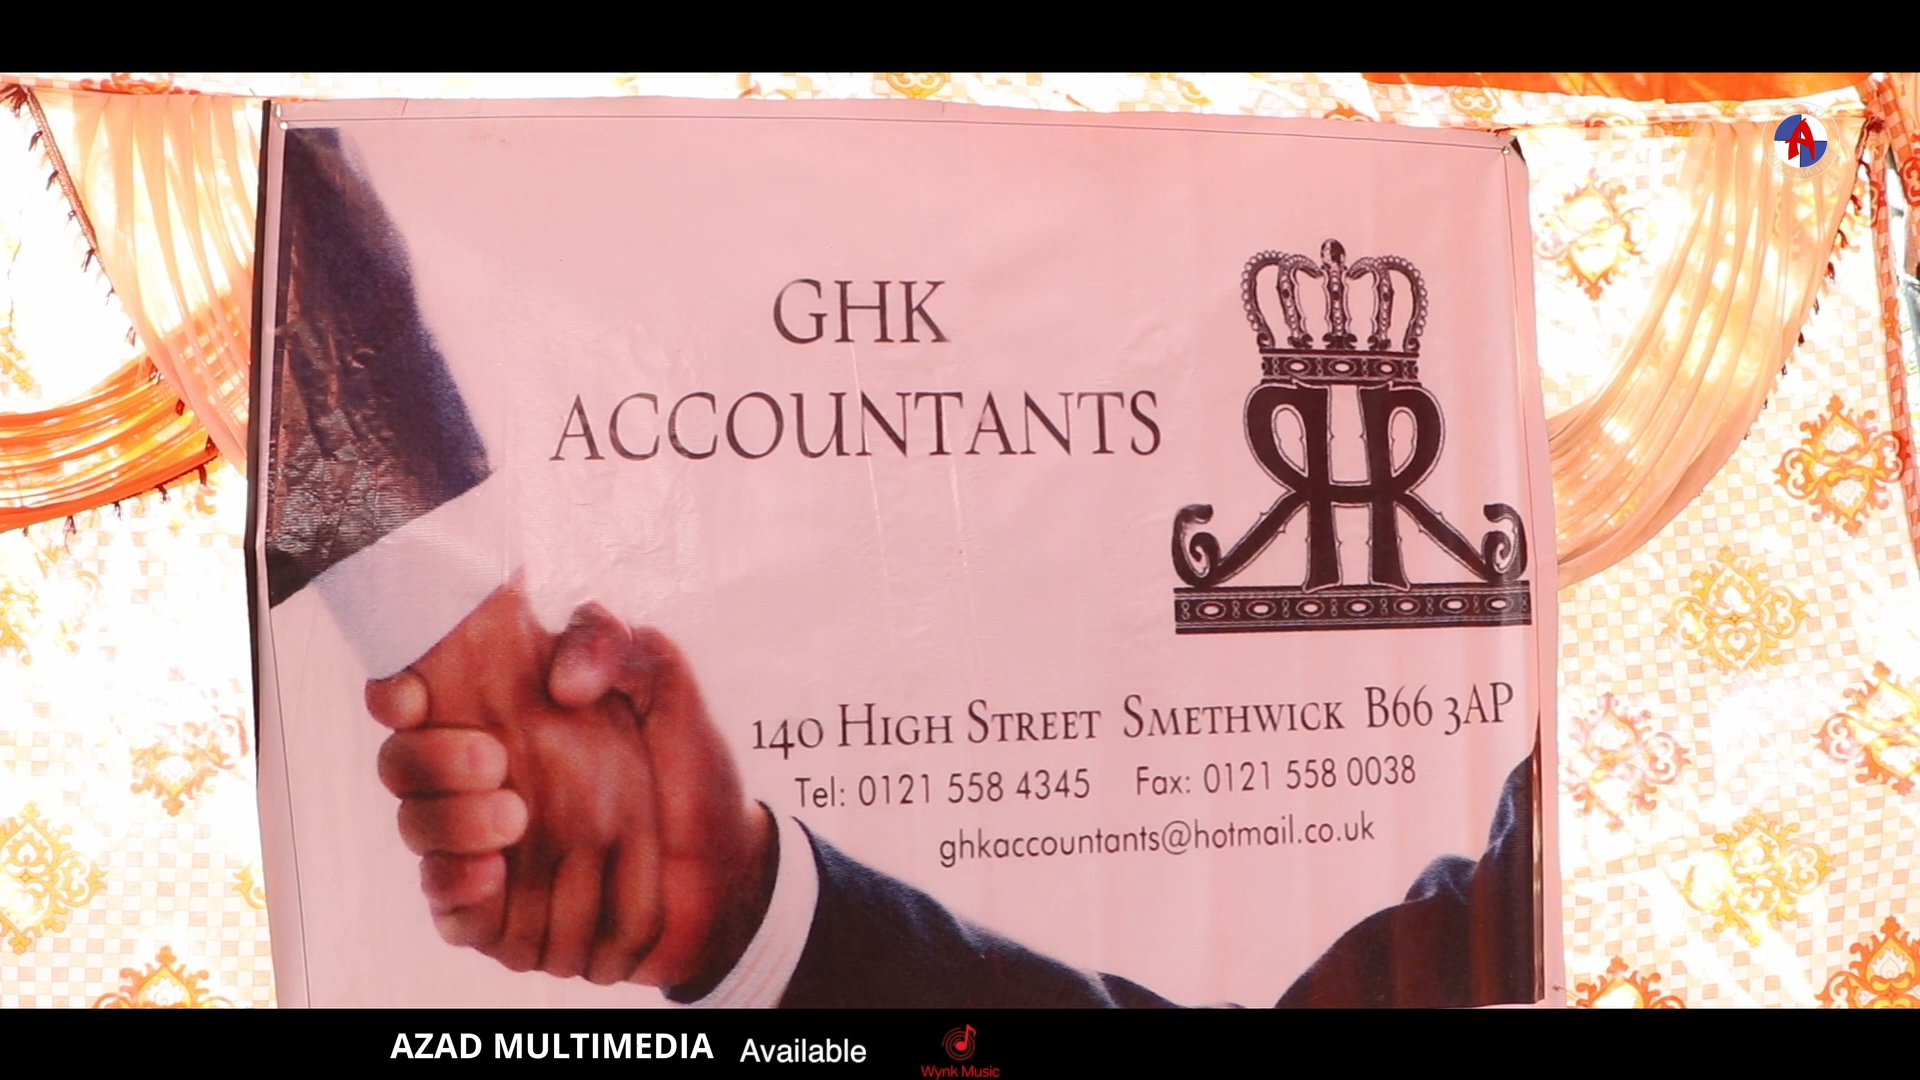 GHK
ACCOUNTANTS
140 HIGH STREET SMETHWICK B66 3AP
Tel: 0121 558 4345 Fax: 0121 558 0038
ghkaccountants@hotmail.co.uk
AZAD MULTIMEDIA Available
Wynk Music